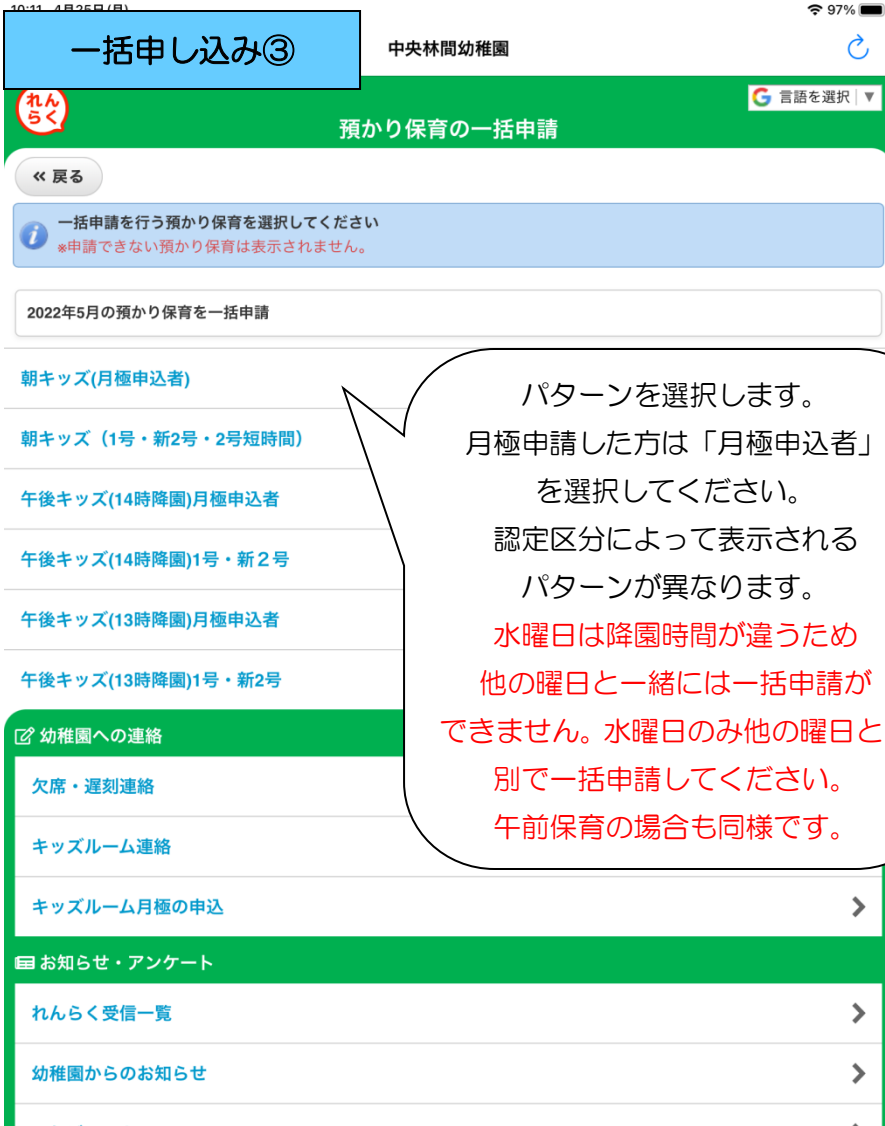 10:11 4月25日(月)
97%
一括申し込み③
中央林間幼稚園
れん
らく
言語を選択
▼
預かり保育の一括申請
« 戻る
一括申請を行う預かり保育を選択してください
※申請できない預かり保育は表示されません。
2022年5月の預かり保育を一括申請
朝キッズ(月極申込者)
朝キッズ（1号・新2号・2号短時間）
午後キッズ(14時降園)月極申込者
午後キッズ(14時降園)1号・新２号
午後キッズ(13時降園)月極申込者
午後キッズ(13時降園)1号・新2号
パターンを選択します。
月極申請した方は「月極申込者」
を選択してください。
認定区分によって表示される
パターンが異なります。
水曜日は降園時間が違うため
他の曜日と一緒には一括申請が
できません。水曜日のみ他の曜日と
別で一括申請してください。
午前保育の場合も同様です。
幼稚園への連絡
欠席・遅刻連絡
キッズルーム連絡
キッズルーム月極の申込
お知らせ・アンケート
れんらく受信一覧
幼稚園からのお知らせ